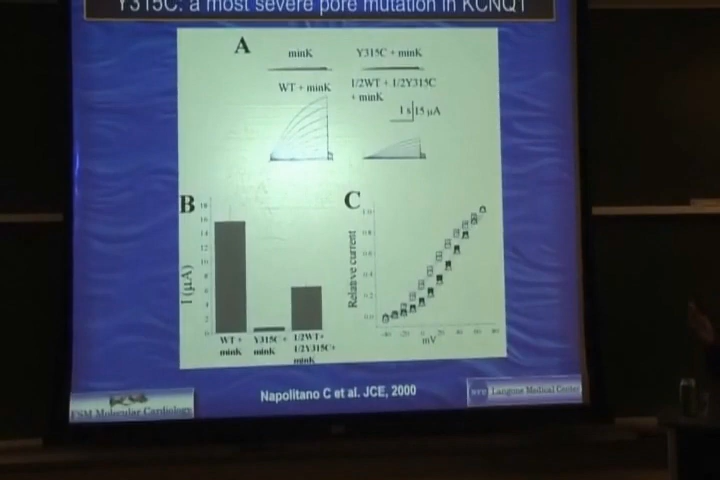 Y315C: a most severe pore mutation in KCNQ1
A
minK
Y315C + minK
WT + minK
1/2WT + 1/2Y315C
+ minK
1 s 15 µA
B
18
16
14
12
10
8
6
4
2
0
I (µA)
WT +
minK
Y315C +
minK
1/2WT+
1/2Y315C+
minK
C
1.0
0.8
0.6
0.4
0.2
0.0
Relative current
-40 -20 0 20 40 60 80
mV
Napolitano C et al. JCE, 2000
FSM Molecular Cardiology
NYU Langone Medical Center